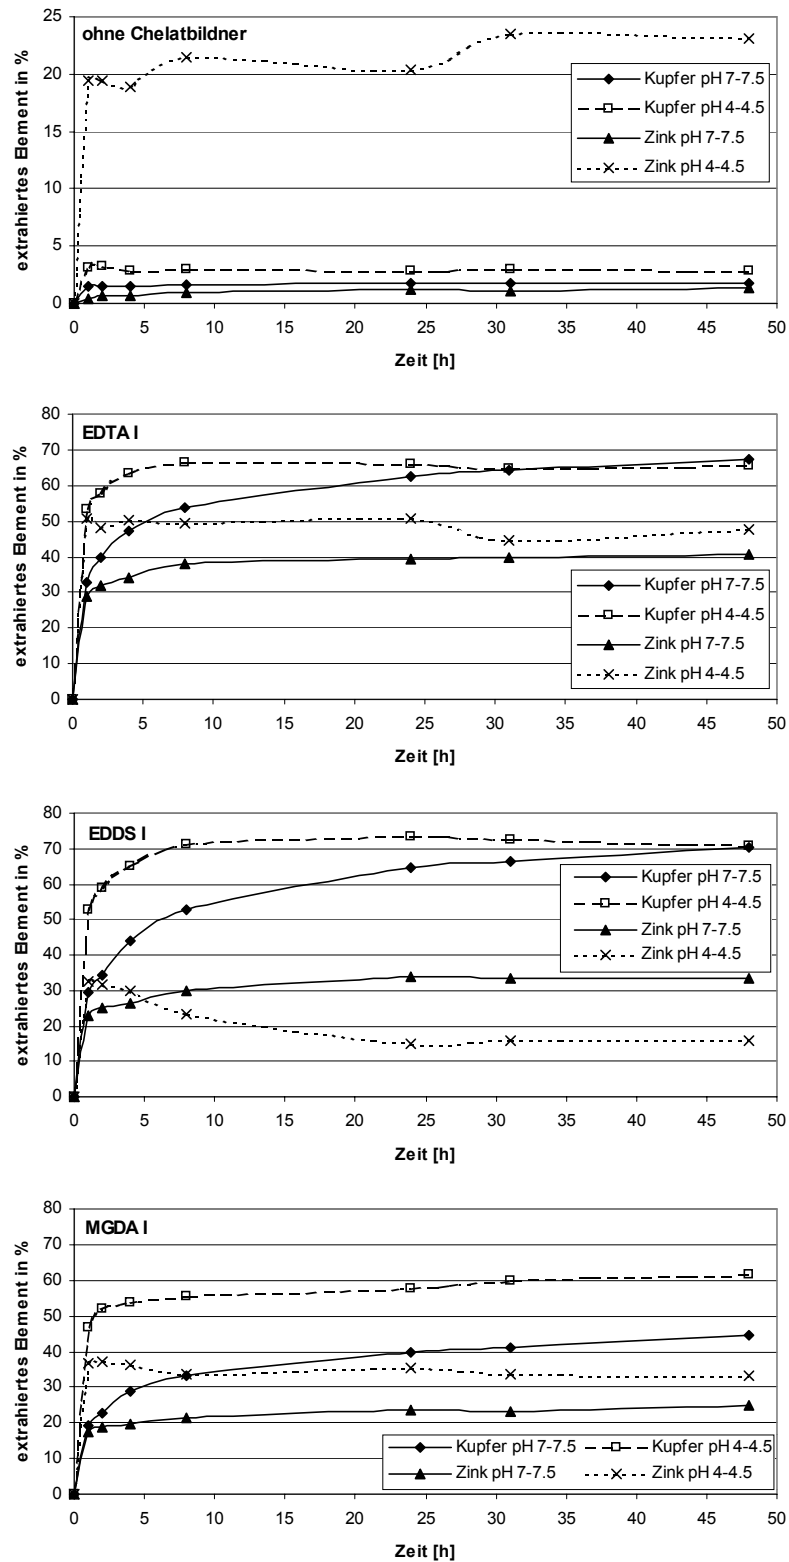 ohne Chelatbildner
extrahiertes Element in %
25
20
15
10
5
0
Kupfer pH 7-7.5
Kupfer pH 4-4.5
Zink pH 7-7.5
Zink pH 4-4.5
0 5 10 15 20 25 30 35 40 45 50
Zeit [h]
EDTA I
extrahiertes Element in %
80
70
60
50
40
30
20
10
0
Kupfer pH 7-7.5
Kupfer pH 4-4.5
Zink pH 7-7.5
Zink pH 4-4.5
0 5 10 15 20 25 30 35 40 45 50
Zeit [h]
EDDS I
extrahiertes Element in %
80
70
60
50
40
30
20
10
0
Kupfer pH 7-7.5
Kupfer pH 4-4.5
Zink pH 7-7.5
Zink pH 4-4.5
0 5 10 15 20 25 30 35 40 45 50
Zeit [h]
MGDA I
extrahiertes Element in %
80
70
60
50
40
30
20
10
0
Kupfer pH 7-7.5 Kupfer pH 4-4.5
Zink pH 7-7.5 Zink pH 4-4.5
0 5 10 15 20 25 30 35 40 45 50
Zeit [h]